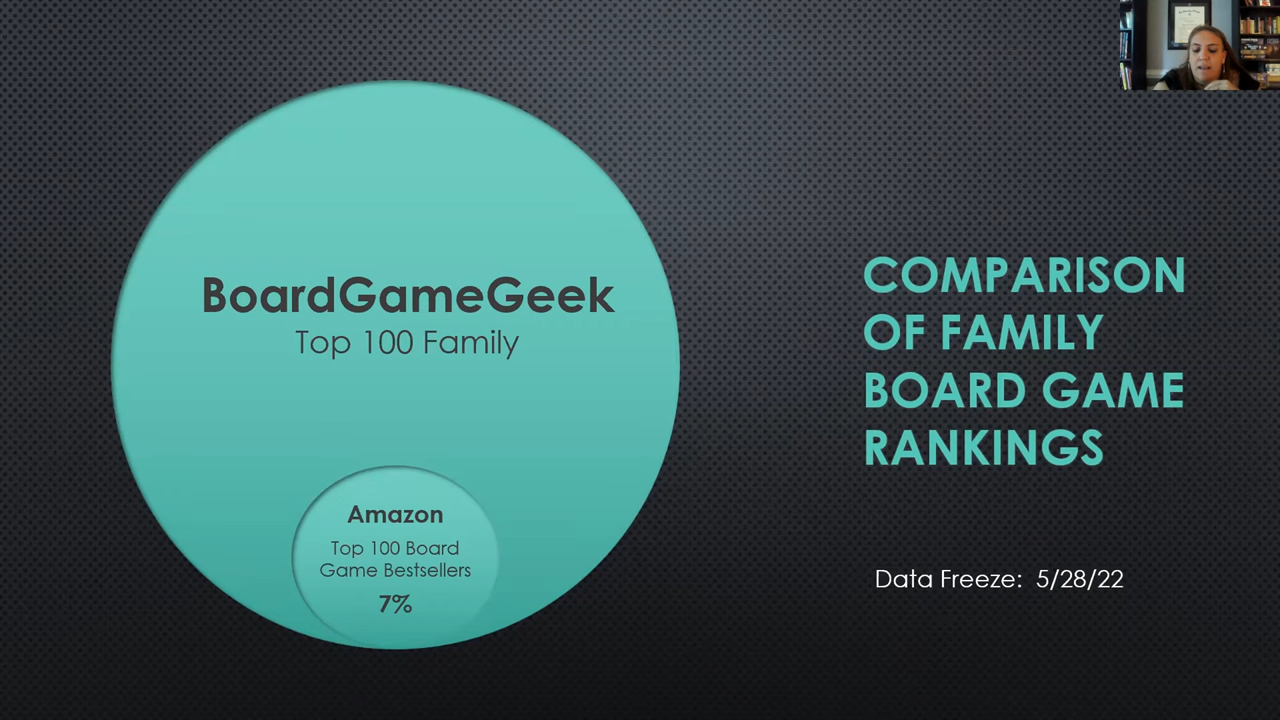 BoardGameGeek
Top 100 Family
Amazon
Top 100 Board
Game Bestsellers
7%
COMPARISON
OF FAMILY
BOARD GAME
RANKINGS
Data Freeze: 5/28/22